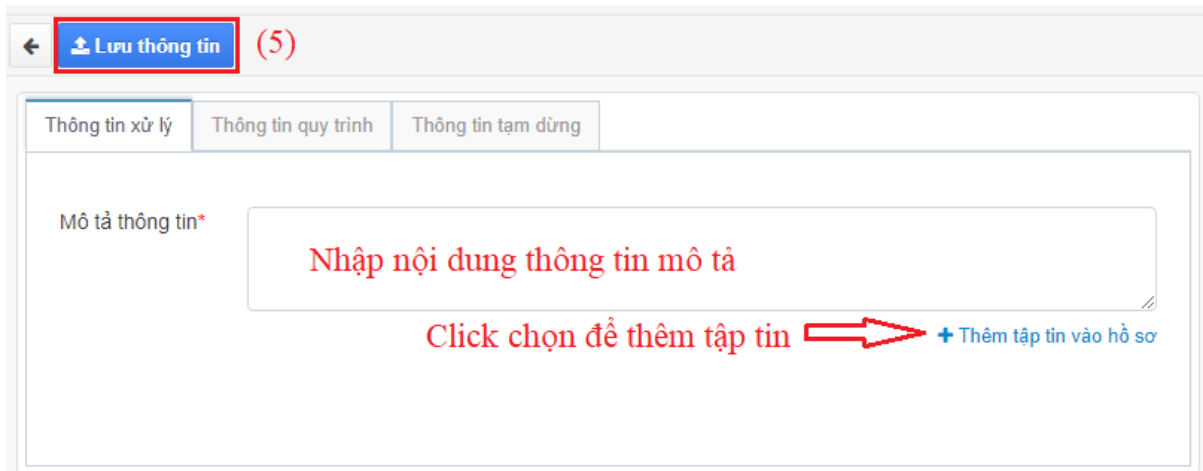 Lưu thông tin (5)
Thông tin xử lý Thông tin quy trình Thông tin tạm dừng
Mô tả thông tin*
Nhập nội dung thông tin mô tả
Click chọn để thêm tập tin + Thêm tập tin vào hồ sơ